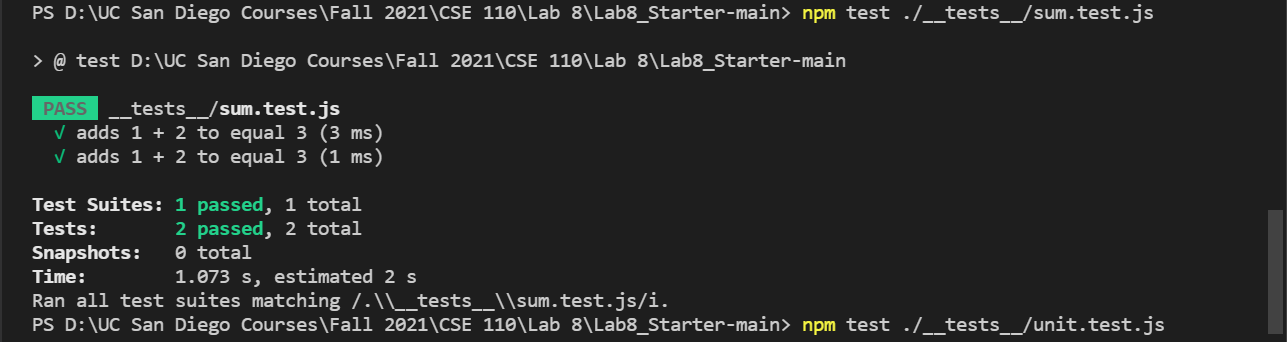 PS D:\UC San Diego Courses\Fall 2021\CSE 110\Lab 8\Lab8_Starter-main> npm test ./__tests__/sum.test.js
> @ test D:\UC San Diego Courses\Fall 2021\CSE 110\Lab 8\Lab8_Starter-main
PASS __tests__/sum.test.js
√ adds 1 + 2 to equal 3 (3 ms)
√ adds 1 + 2 to equal 3 (1 ms)
Test Suites: 1 passed, 1 total
Tests:       2 passed, 2 total
Snapshots:   0 total
Time:        1.073 s, estimated 2 s
Ran all test suites matching /.\\__tests__\\sum.test.js/i.
PS D:\UC San Diego Courses\Fall 2021\CSE 110\Lab 8\Lab8_Starter-main> npm test ./__tests__/unit.test.js